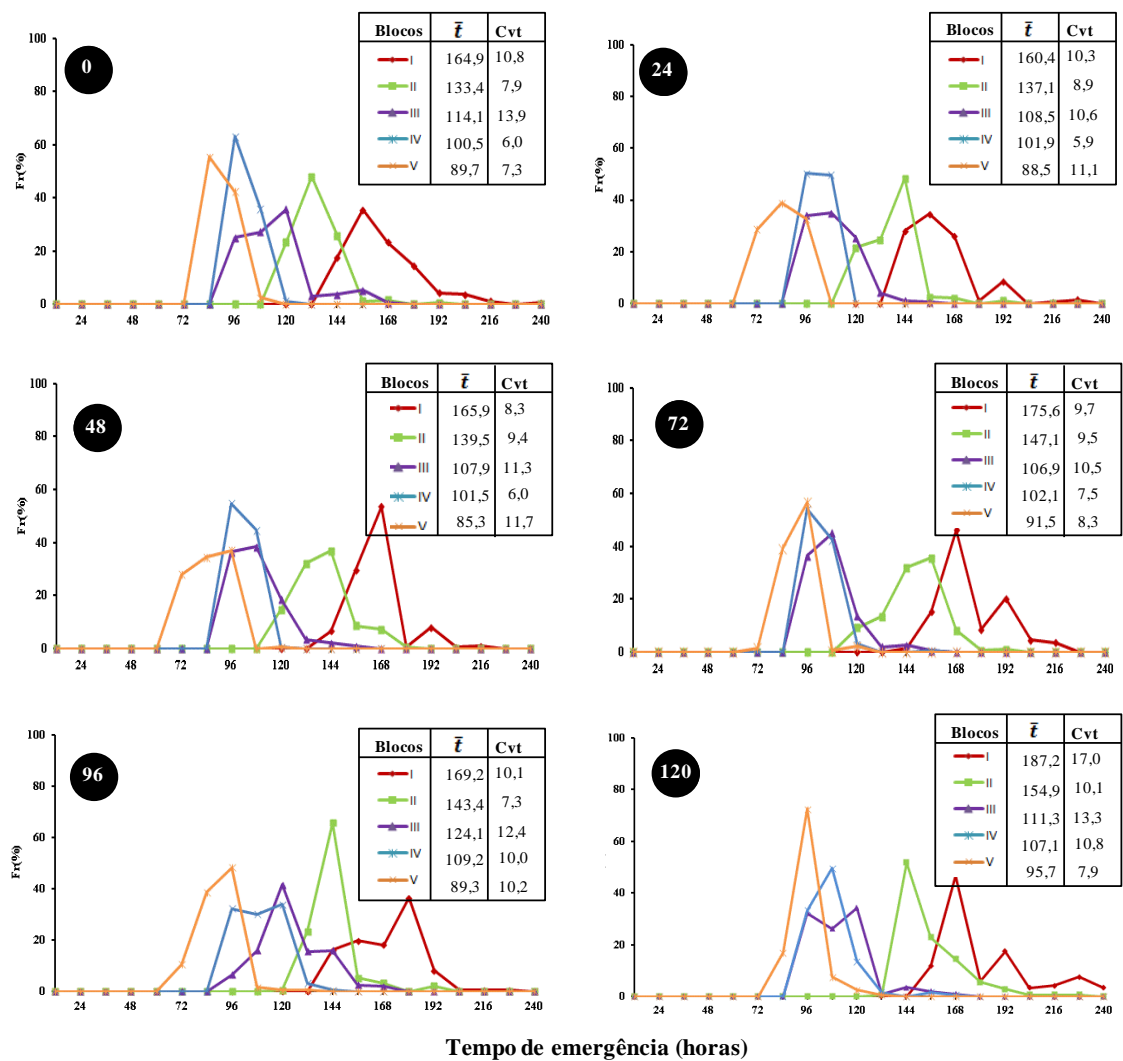 Blocos t̄ Cvt
I 164,9 10,8
II 133,4 7,9
III 114,1 13,9
IV 100,5 6,0
V 89,7 7,3
0
Fr(%)
100
80
60
40
20
0
24 48 72 96 120 144 168 192 216 240
Blocos t̄ Cvt
I 160,4 10,3
II 137,1 8,9
III 108,5 10,6
IV 101,9 5,9
V 88,5 11,1
24
Fr(%)
100
80
60
40
20
0
24 48 72 96 120 144 168 192 216 240
Blocos t̄ Cvt
I 165,9 8,3
II 139,5 9,4
III 107,9 11,3
IV 101,5 6,0
V 85,3 11,7
48
100
80
60
40
20
0
24 48 72 96 120 144 168 192 216 240
Blocos t̄ Cvt
I 175,6 9,7
II 147,1 9,5
III 106,9 10,5
IV 102,1 7,5
V 91,5 8,3
72
100
80
60
40
20
0
24 48 72 96 120 144 168 192 216 240
Blocos t̄ Cvt
I 169,2 10,1
II 143,4 7,3
III 124,1 12,4
IV 109,2 10,0
V 89,3 10,2
96
Fr(%)
100
80
60
40
20
0
24 48 72 96 120 144 168 192 216 240
Blocos t̄ Cvt
I 187,2 17,0
II 154,9 10,1
III 111,3 13,3
IV 107,1 10,8
V 95,7 7,9
120
100
80
60
40
20
0
24 48 72 96 120 144 168 192 216 240
Tempo de emergência (horas)